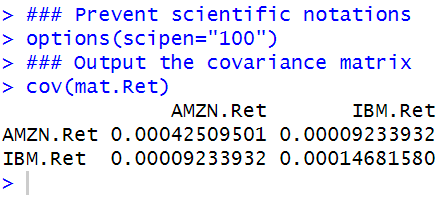 > ### Prevent scientific notations
> options(scipen="100")
> ### Output the covariance matrix
> cov(mat.Ret)
AMZN.Ret IBM.Ret
AMZN.Ret 0.00042509501 0.00009233932
IBM.Ret 0.00009233932 0.00014681580
>